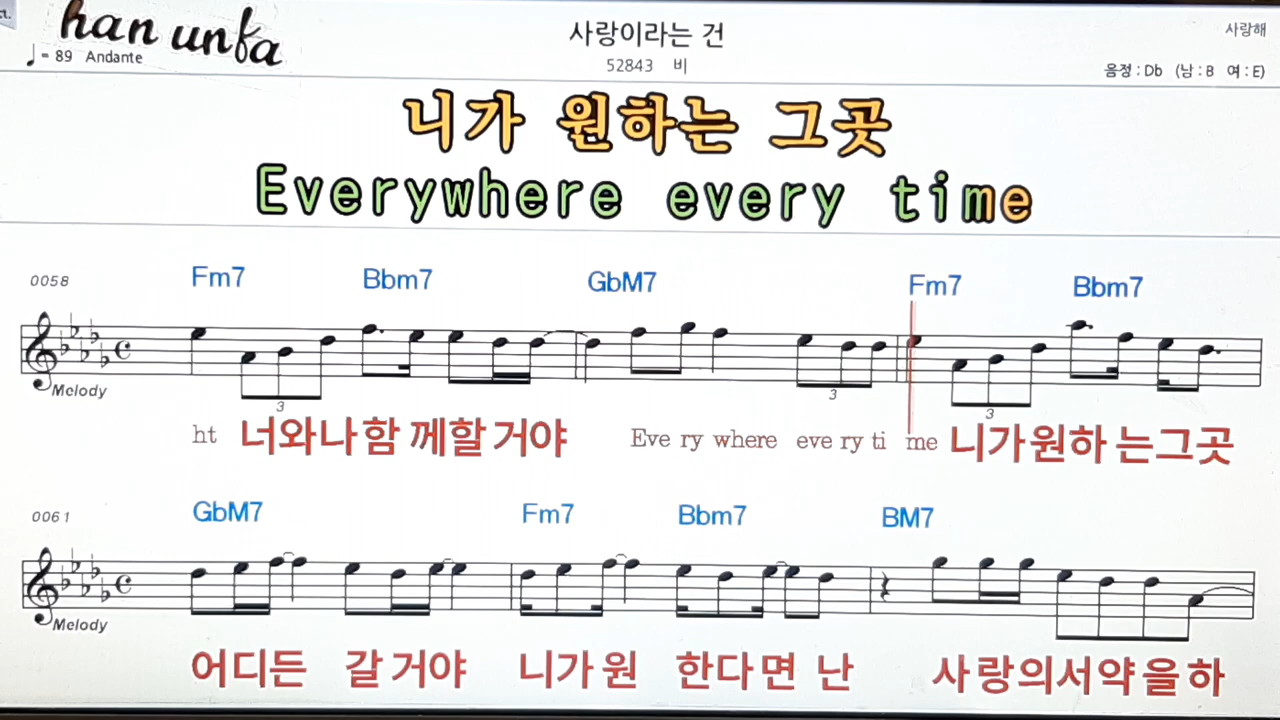 han unfa
♩= 89 Andante
사랑이라는 건
52843 비
사랑해
음정 : Db (남 : B 여 : E)
니가 원하는 그곳
Everywhere every time
0058 Fm7 Bbm7 GbM7 Fm7 Bbm7
3 3 3
Melody
ht 너와나함 께할 거야 Eve ry where eve ry ti me 니가원하 는그곳
0061 GbM7 Fm7 Bbm7 BM7
Melody
어디든 갈 거야 니가 원 한다면 난 사랑의서약을하